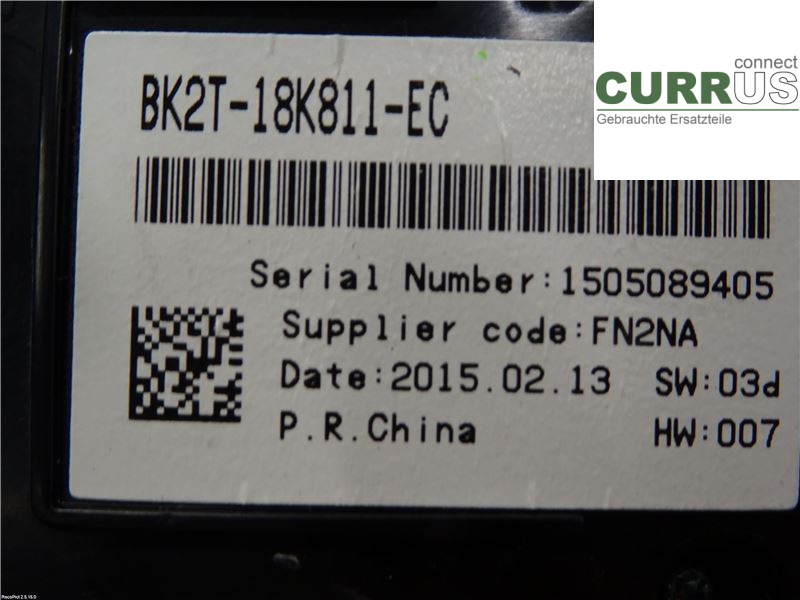 connect
CURRUS
Gebrauchte Ersatzteile
BK2T-18K811-EC
Serial Number:1505089405
Supplier code:FN2NA
Date:2015.02.13 SW:03d
P.R.China HW:007